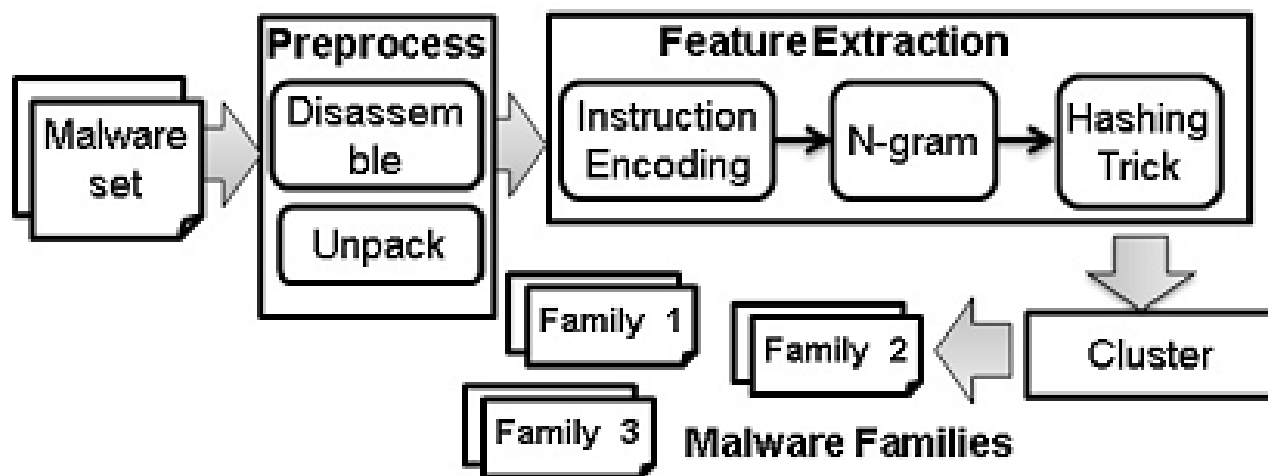 Preprocess
Feature Extraction
Malware
set
Disassem
ble
Unpack
Instruction
Encoding
N-gram
Hashing
Trick
Family 1
Family 2
Cluster
Family 3
Malware Families